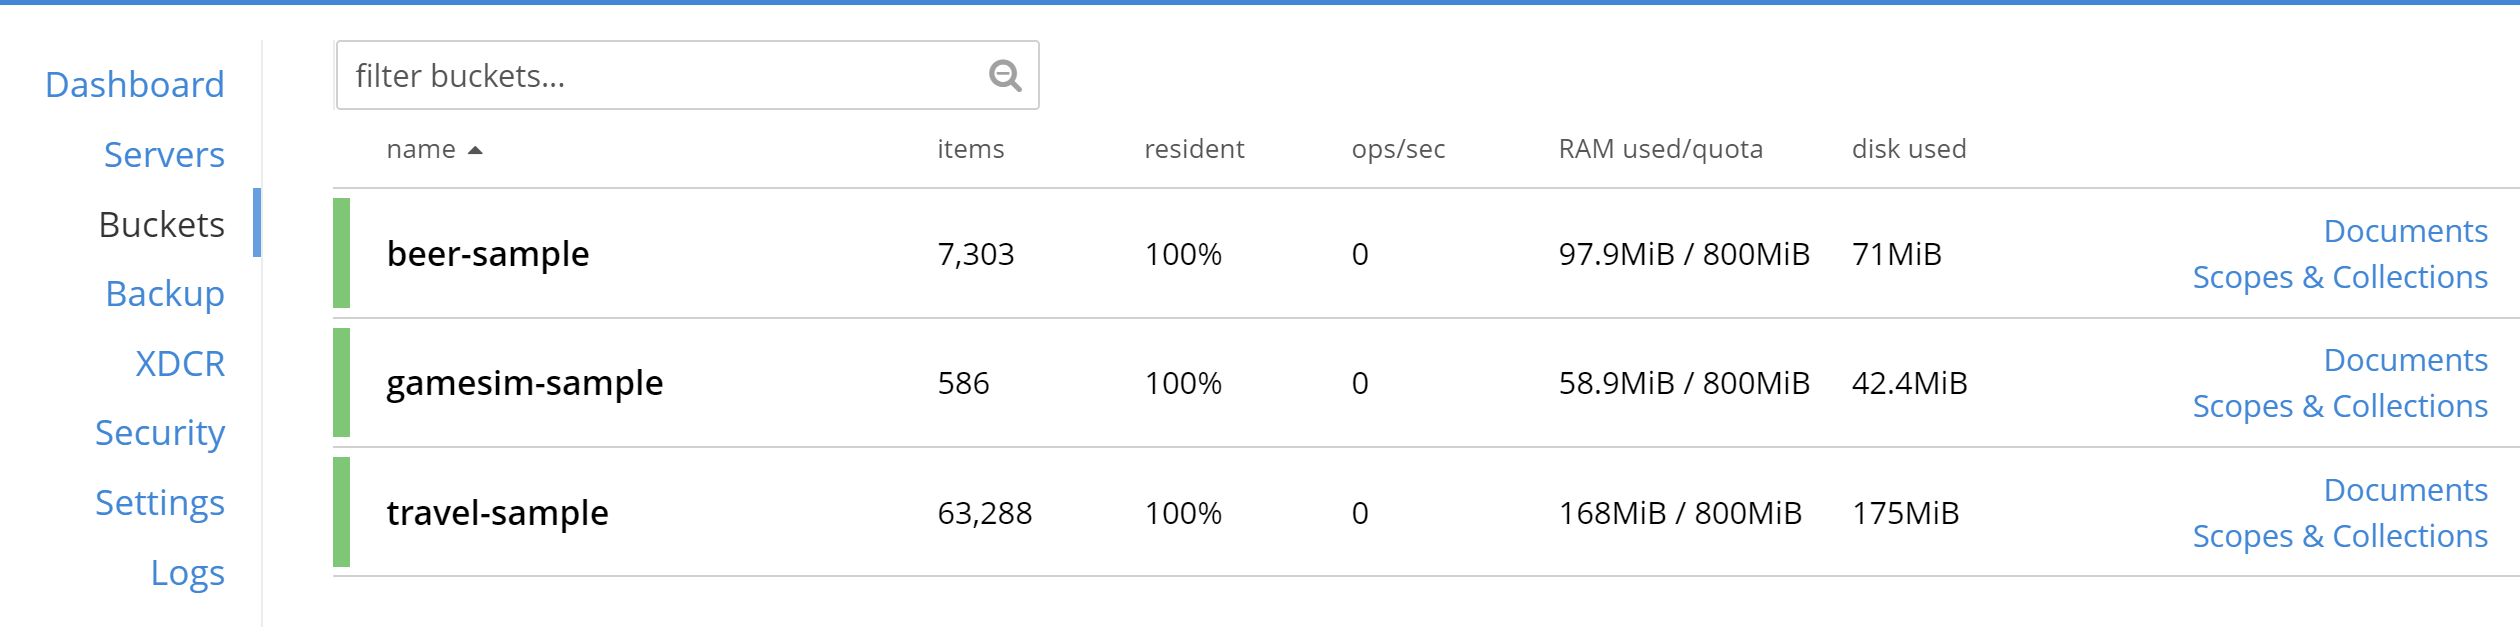 Dashboard
Servers
Buckets
Backup
XDCR
Security
Settings
Logs
filter buckets...
name items resident ops/sec RAM used/quota disk used
beer-sample 7,303 100% 0 97.9MiB / 800MiB 71MiB
Documents
Scopes & Collections
gamesim-sample 586 100% 0 58.9MiB / 800MiB 42.4MiB
Documents
Scopes & Collections
travel-sample 63,288 100% 0 168MiB / 800MiB 175MiB
Documents
Scopes & Collections